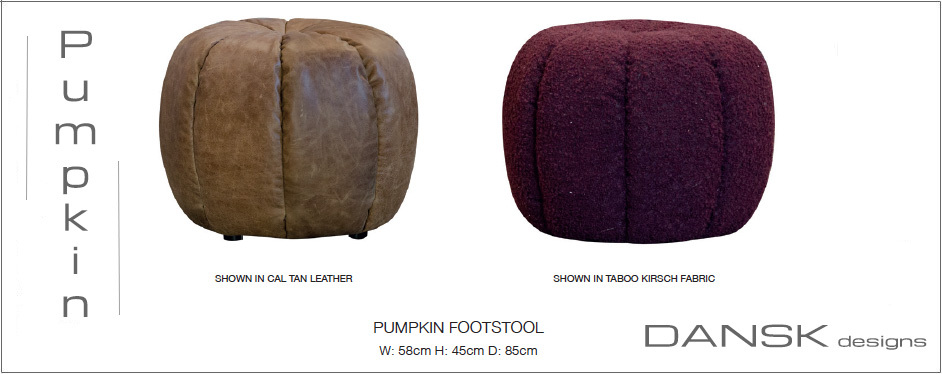 Pumpkin
SHOWN IN CAL TAN LEATHER
SHOWN IN TABOO KIRSCH FABRIC
PUMPKIN FOOTSTOOL
W: 58cm H: 45cm D: 85cm
DANSK designs